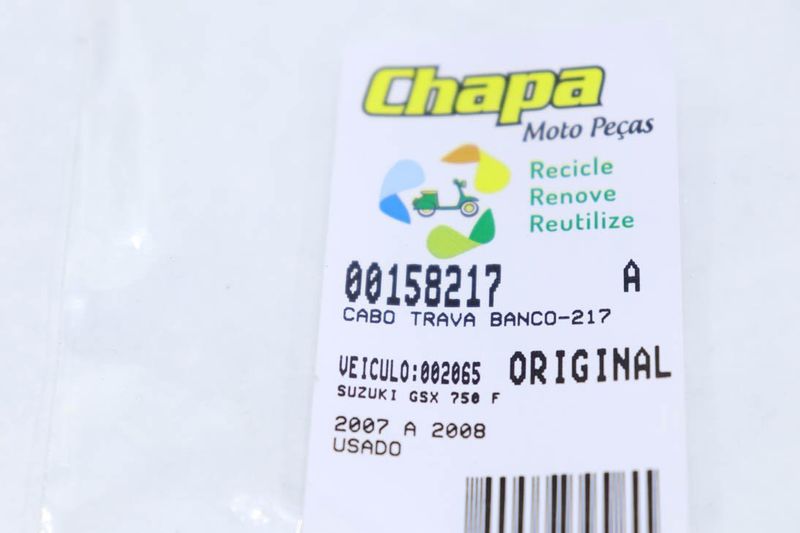 Chapa
Moto Peças
Recicle
Renove
Reutilize
00158217 A
CABO TRAVA BANCO-217
VEICULO:002065 ORIGINAL
SUZUKI GSX 750 F
2007 A 2008
USADO